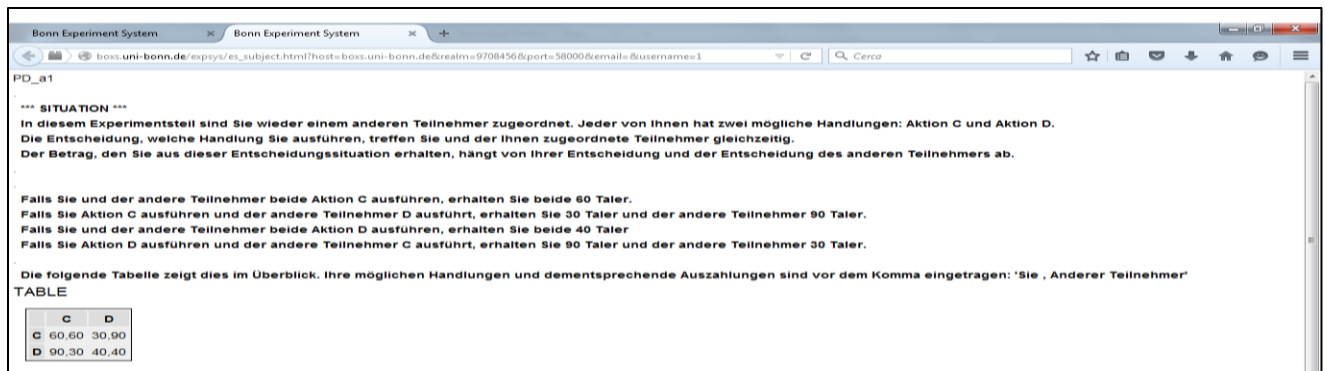 Bonn Experiment System × Bonn Experiment System × +
boxs.uni-bonn.de/expsys/es_subject.html?host=boxs.uni-bonn.de&realm=9708456&port=58000&email=&username=1 Cerca
PD_a1
*** SITUATION ***
In diesem Experimentsteil sind Sie wieder einem anderen Teilnehmer zugeordnet. Jeder von Ihnen hat zwei mögliche Handlungen: Aktion C und Aktion D.
Die Entscheidung, welche Handlung Sie ausführen, treffen Sie und der Ihnen zugeordnete Teilnehmer gleichzeitig.
Der Betrag, den Sie aus dieser Entscheidungssituation erhalten, hängt von Ihrer Entscheidung und der Entscheidung des anderen Teilnehmers ab.
Falls Sie und der andere Teilnehmer beide Aktion C ausführen, erhalten Sie beide 60 Taler.
Falls Sie Aktion C ausführen und der andere Teilnehmer D ausführt, erhalten Sie 30 Taler und der andere Teilnehmer 90 Taler.
Falls Sie und der andere Teilnehmer beide Aktion D ausführen, erhalten Sie beide 40 Taler
Falls Sie Aktion D ausführen und der andere Teilnehmer C ausführt, erhalten Sie 90 Taler und der andere Teilnehmer 30 Taler.
Die folgende Tabelle zeigt dies im Überblick. Ihre möglichen Handlungen und dementsprechende Auszahlungen sind vor dem Komma eingetragen: 'Sie , Anderer Teilnehmer'
TABLE
C D
C 60,60 30,90
D 90,30 40,40